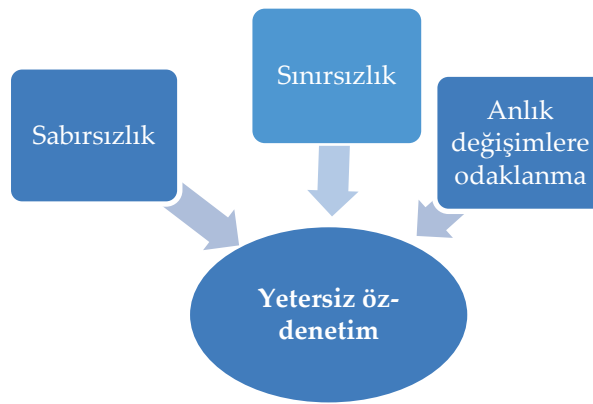 Sabırsızlık
Sınırsızlık
Anlık
değişimlere
odaklanma
Yetersiz öz-
denetim